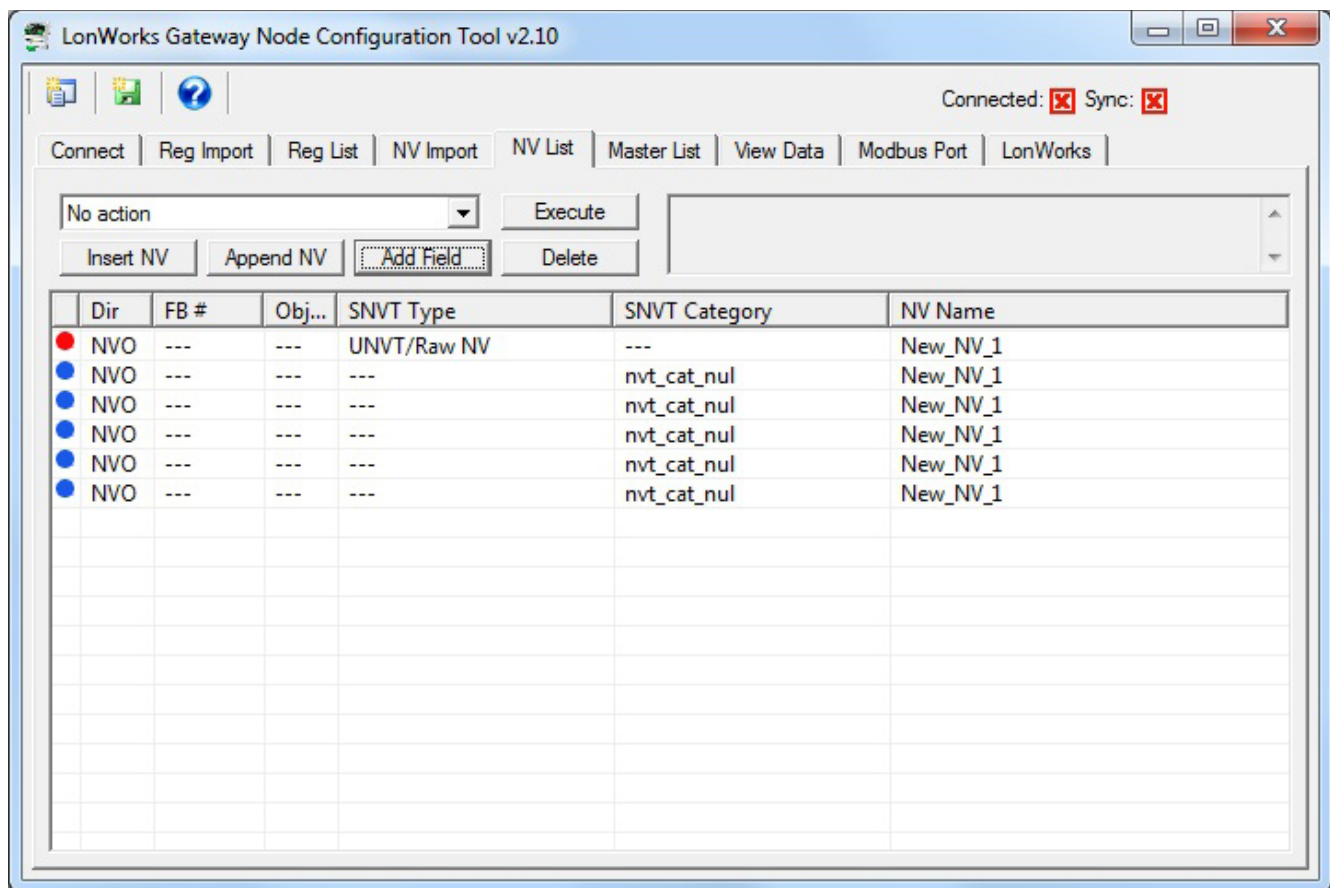 LonWorks Gateway Node Configuration Tool v2.10
Connected: Sync:
Connect Reg Import Reg List NV Import NV List Master List View Data Modbus Port LonWorks
No action Execute
Insert NV Append NV Add Field Delete
Dir FB # Obj... SNVT Type SNVT Category NV Name
NVO --- --- UNVT/Raw NV --- New_NV_1
NVO --- --- --- nvt_cat_nul New_NV_1
NVO --- --- --- nvt_cat_nul New_NV_1
NVO --- --- --- nvt_cat_nul New_NV_1
NVO --- --- --- nvt_cat_nul New_NV_1
NVO --- --- --- nvt_cat_nul New_NV_1